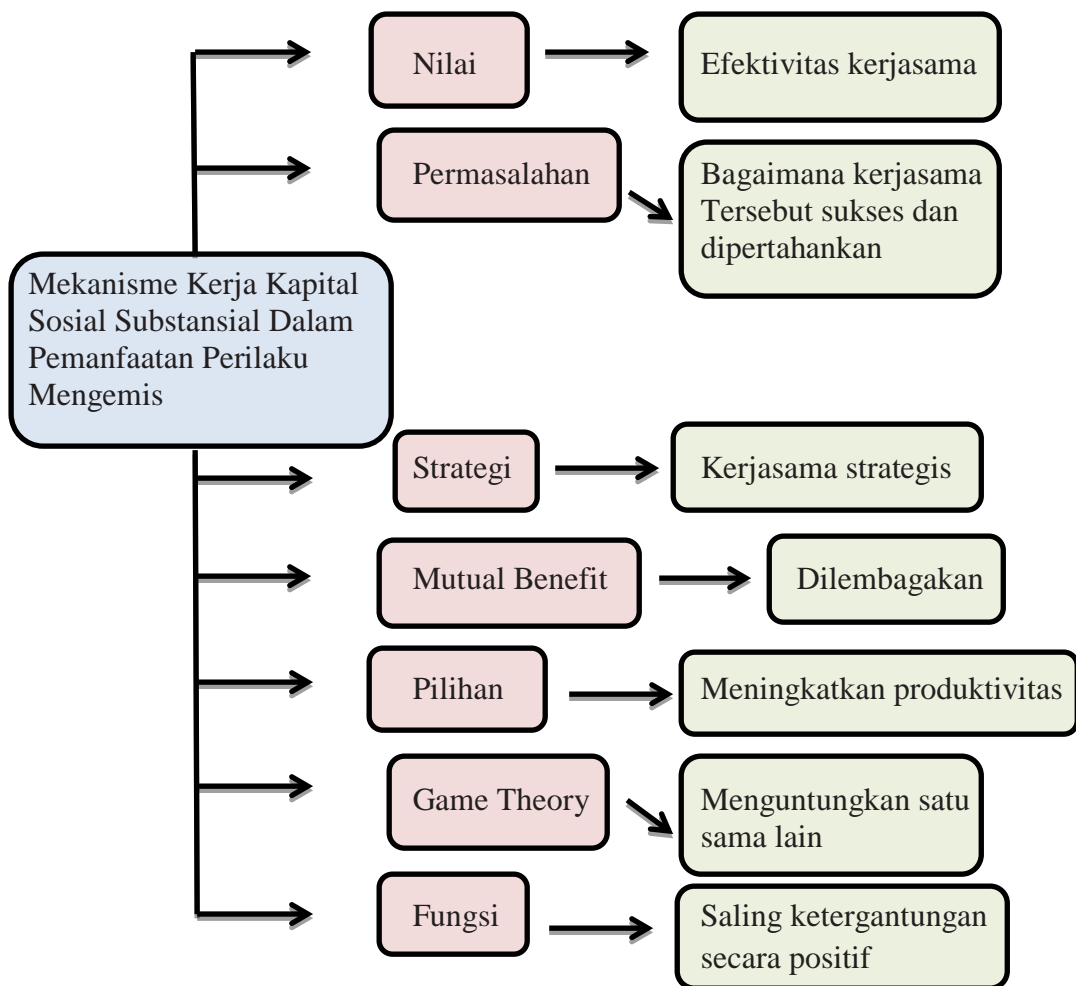 Nilai
Efektivitas kerjasama
Permasalahan
Bagaimana kerjasama
Tersebut sukses dan
dipertahankan
Mekanisme Kerja Kapital
Sosial Substansial Dalam
Pemanfaatan Perilaku
Mengemis
Strategi
Kerjasama strategis
Mutual Benefit
Dilembagakan
Pilihan
Meningkatkan produktivitas
Game Theory
Menguntungkan satu
sama lain
Fungsi
Saling ketergantungan
secara positif